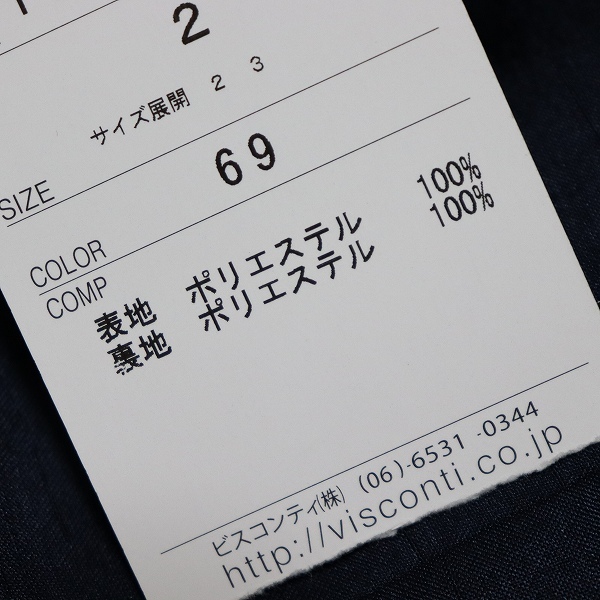 2
サイズ展開 2 3
SIZE
69
COLOR
COMP
表地 ポリエステル 100%
裏地 ポリエステル 100%
ビスコンティ(株) (06)-6531-0344
http://visconti.co.jp